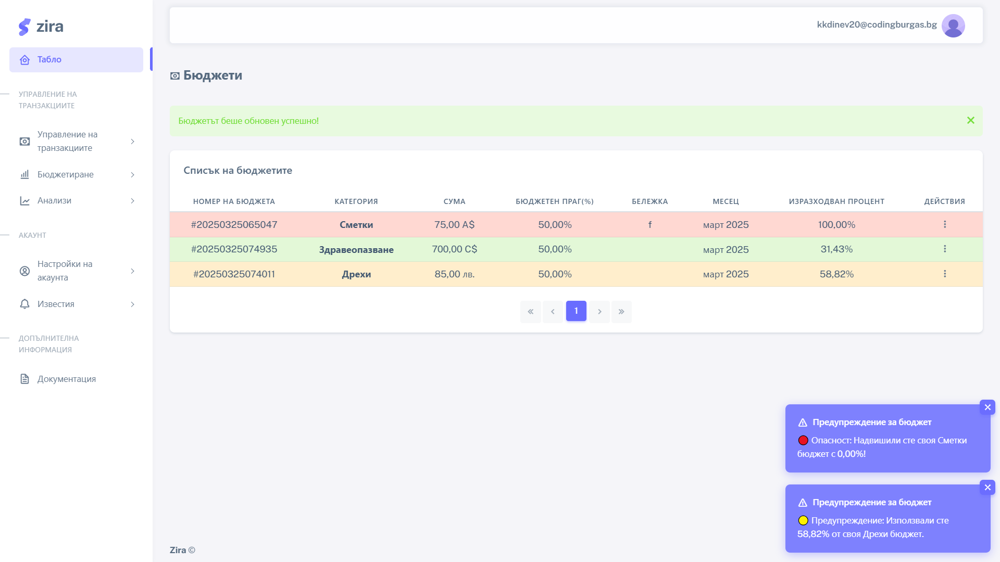 zira
kkdinev20@codingburgas.bg
Табло
УПРАВЛЕНИЕ НА
ТРАНЗАКЦИИТЕ
Управление на
транзакциите
Бюджетиране
Анализи
АКАУНТ
Настройки на
акаунта
Известия
ДОПЪЛНИТЕЛНА
ИНФОРМАЦИЯ
Документация
Бюджети
Бюджетът беше обновен успешно!
Списък на бюджетите
НОМЕР НА БЮДЖЕТА КАТЕГОРИЯ СУМА БЮДЖЕТЕН ПРАГ(%) БЕЛЕЖКА МЕСЕЦ ИЗРАЗХОДВАН ПРОЦЕНТ ДЕЙСТВИЯ
#20250325065047 Сметки 75,00 A$ 50,00% f март 2025 100,00%
#20250325074935 Здравеопазване 700,00 C$ 50,00% март 2025 31,43%
#20250325074011 Дрехи 85,00 лв. 50,00% март 2025 58,82%
« ‹ 1 › »
Предупреждение за бюджет
Опасност: Надвишили сте своя Сметки
бюджет с 0,00%!
Предупреждение за бюджет
Предупреждение: Използвали сте
58,82% от своя Дрехи бюджет.
Zira ©